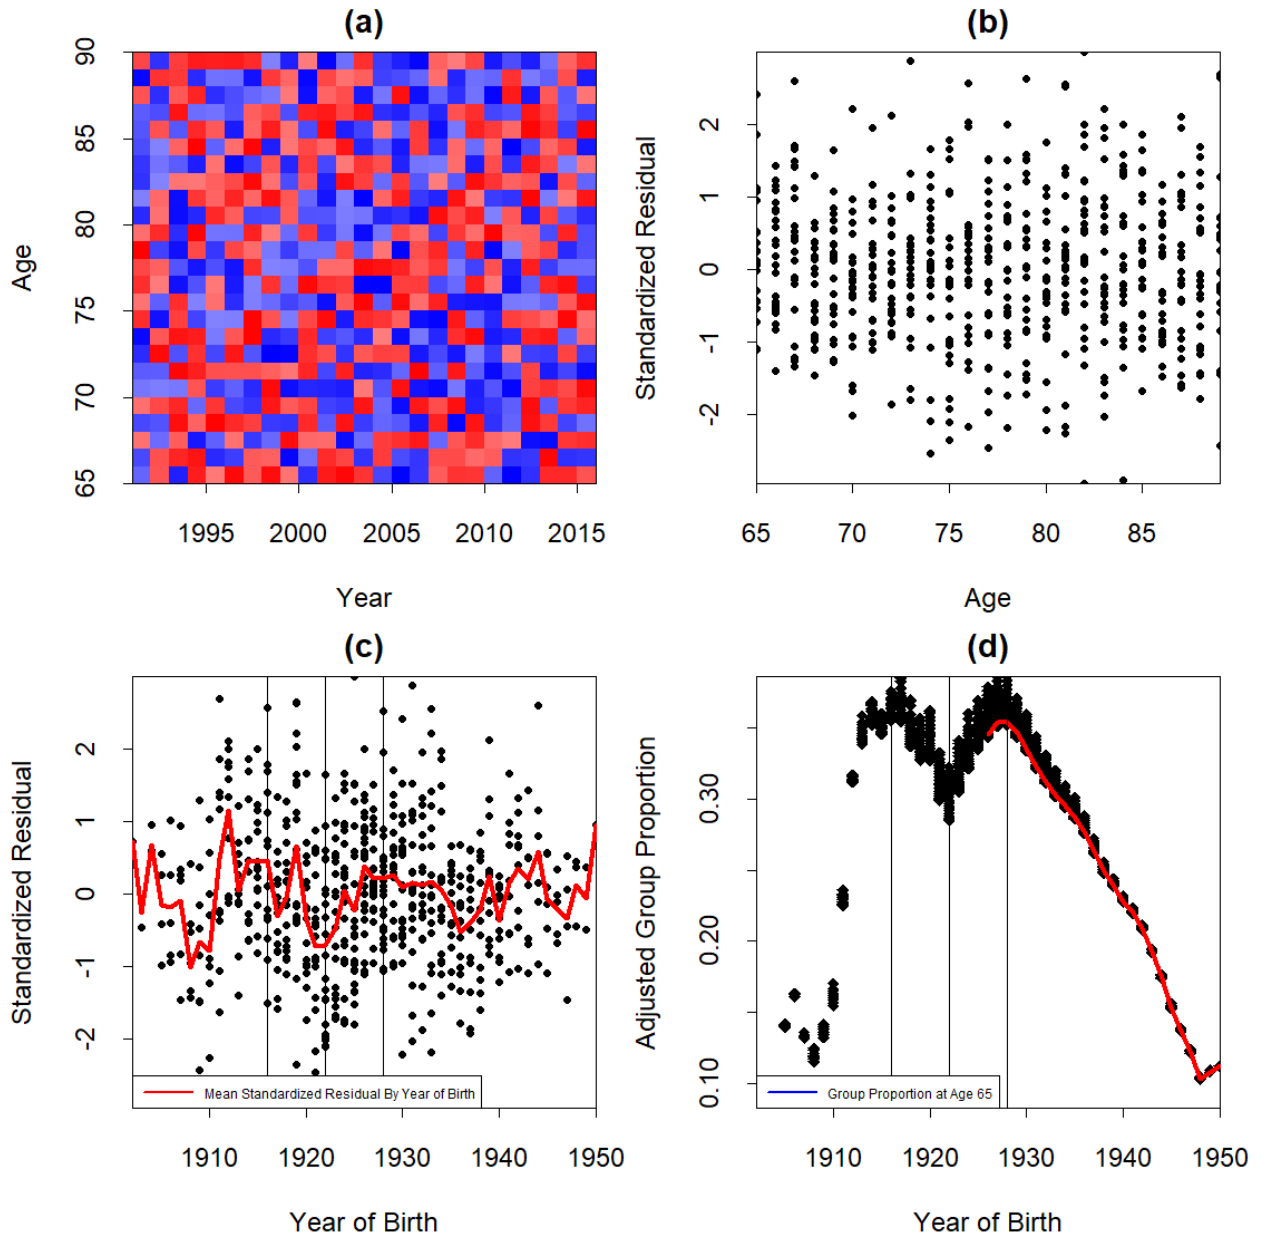 (a)
Age
90
85
80
75
70
65
1995 2000 2005 2010 2015
Year
(b)
Standardized Residual
2
1
0
-1
-2
65 70 75 80 85
Age
(c)
Standardized Residual
2
1
0
-1
-2
Mean Standardized Residual By Year of Birth
1910 1920 1930 1940 1950
Year of Birth
(d)
Adjusted Group Proportion
0.30
0.20
0.10
Group Proportion at Age 65
1910 1920 1930 1940 1950
Year of Birth